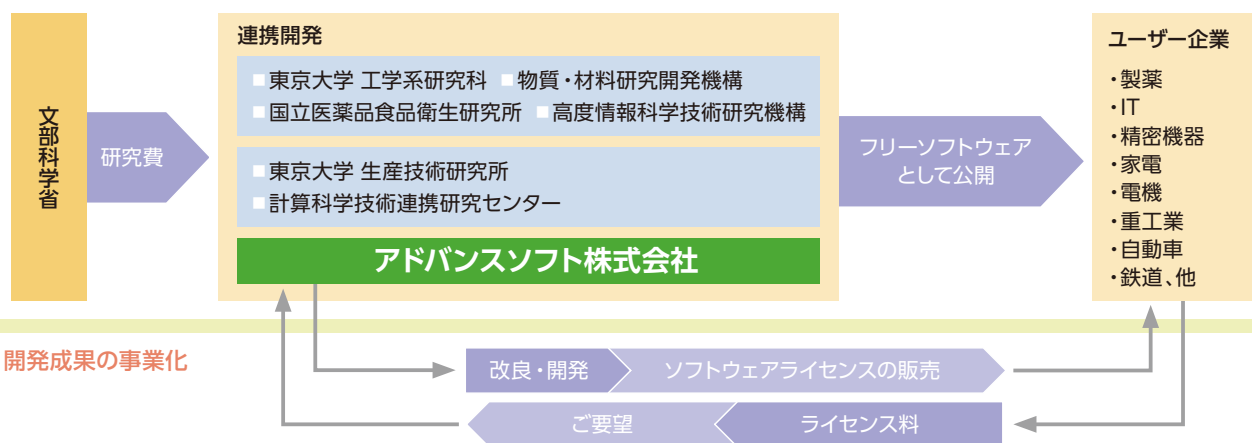 文部科学省
研究費
連携開発
東京大学 工学系研究科 物質・材料研究開発機構
国立医薬品食品衛生研究所 高度情報科学技術研究機構
東京大学 生産技術研究所
計算科学技術連携研究センター
アドバンスソフト株式会社
フリーソフトウェア
として公開
ユーザー企業
・製薬
・IT
・精密機器
・家電
・電機
・重工業
・自動車
・鉄道、他
開発成果の事業化
改良・開発 ソフトウェアライセンスの販売
ご要望 ライセンス料